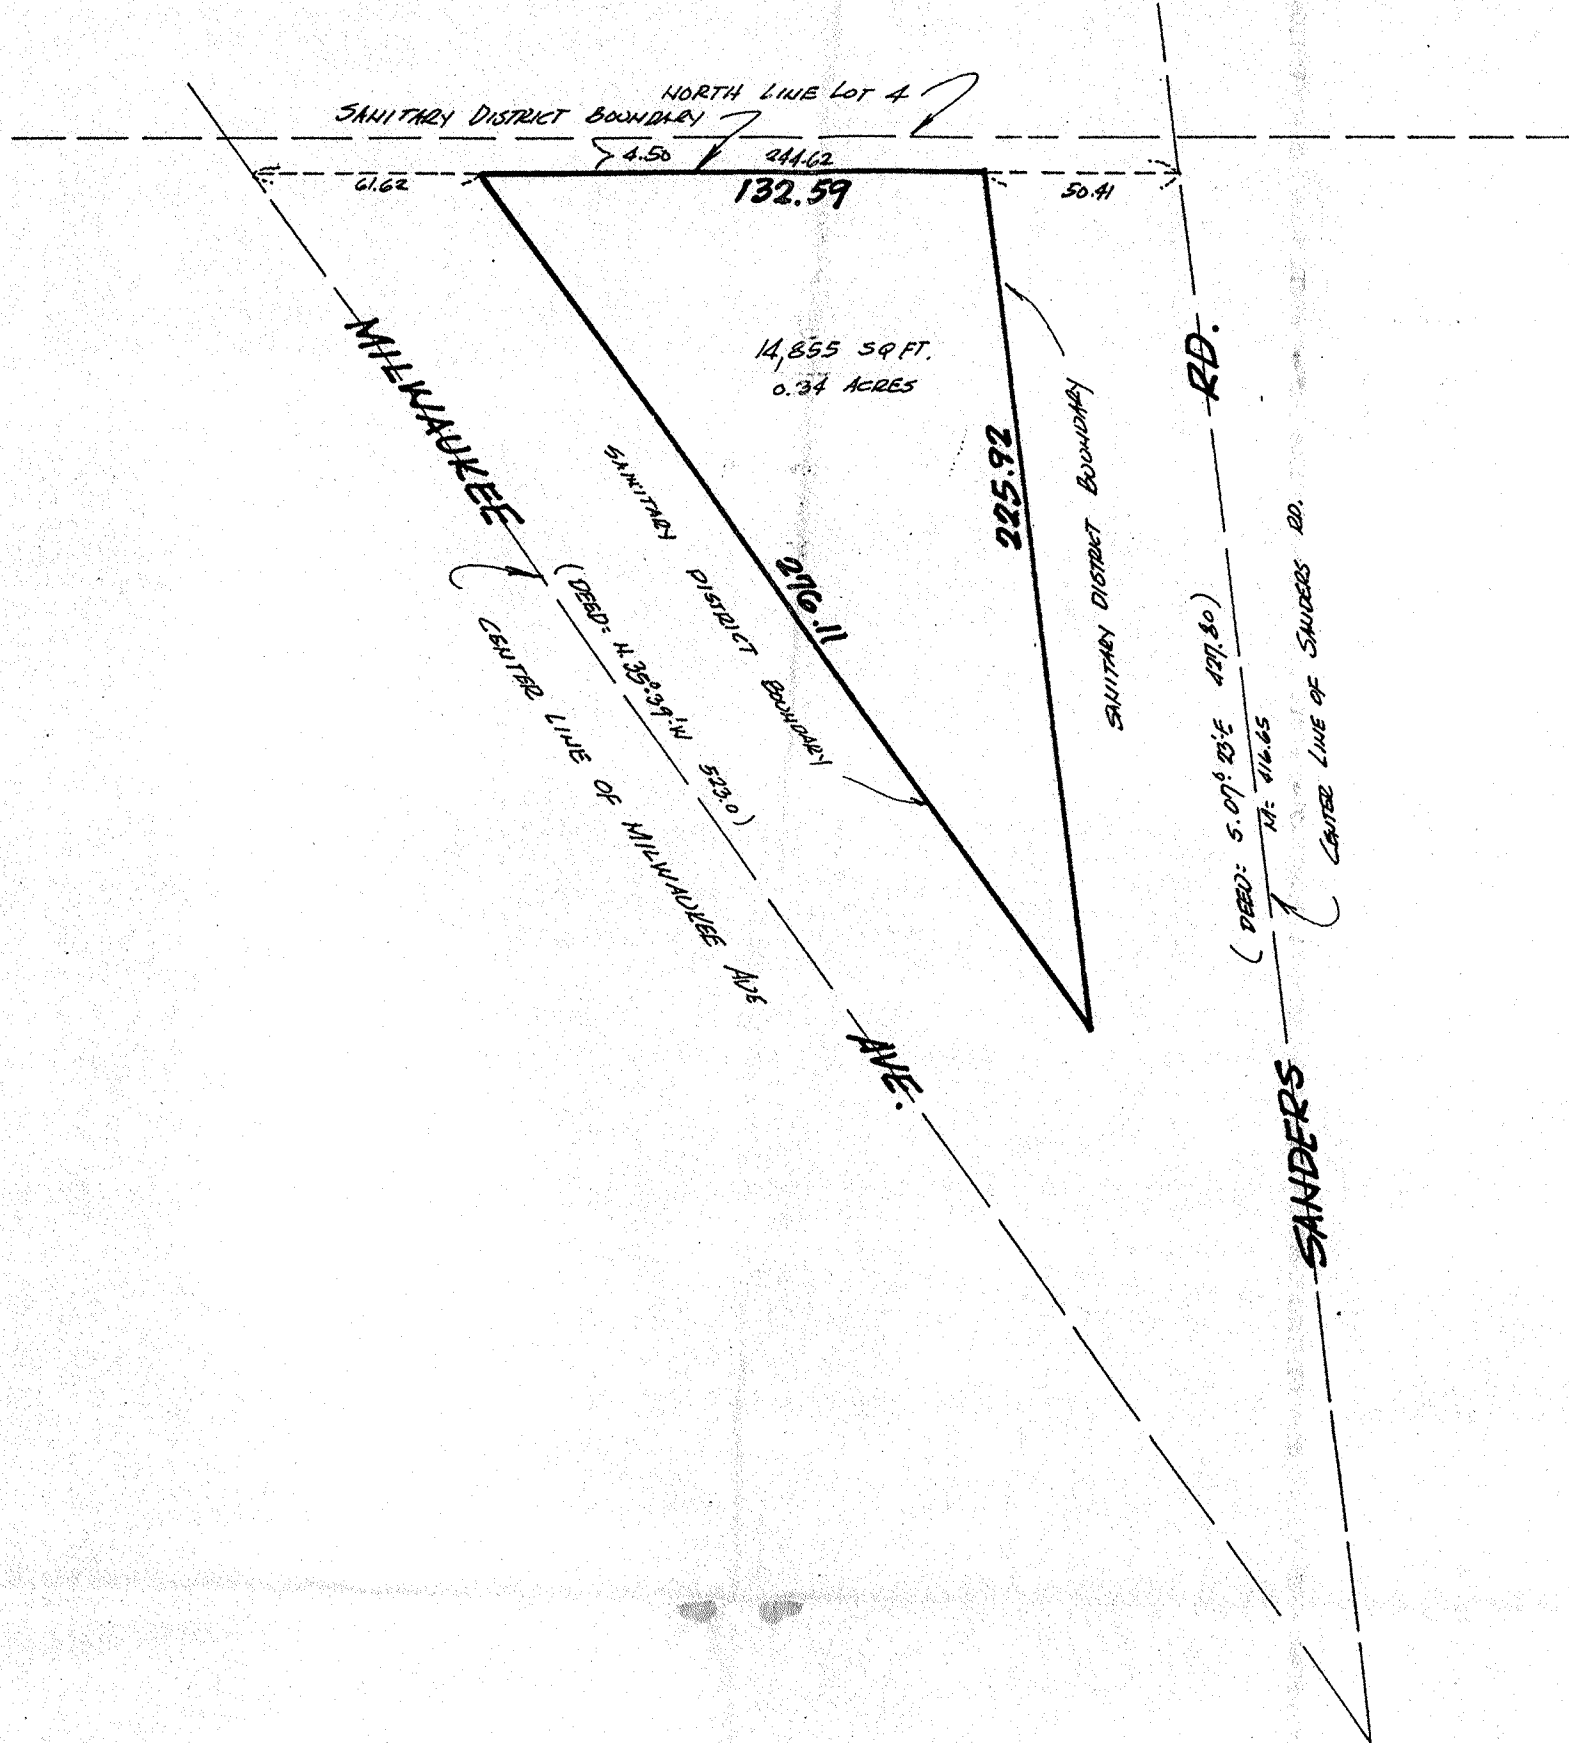 NORTH LINE LOT 4
SANITARY DISTRICT BOUNDARY
4.50
244.62
61.62
132.59
50.41
14,855 SQ FT.
0.34 ACRES
MILWAUKEE
AVE.
SANITARY DISTRICT BOUNDARY
276.11
225.92
SANITARY DISTRICT BOUNDARY
(DEED: N.35°.39'.W 523.0)
CENTER LINE OF MILWAUKEE AVE
SANDERS RD.
(DEED: S.07°.23'.E 427.80)
M: 416.65
CENTER LINE OF SANDERS RD.